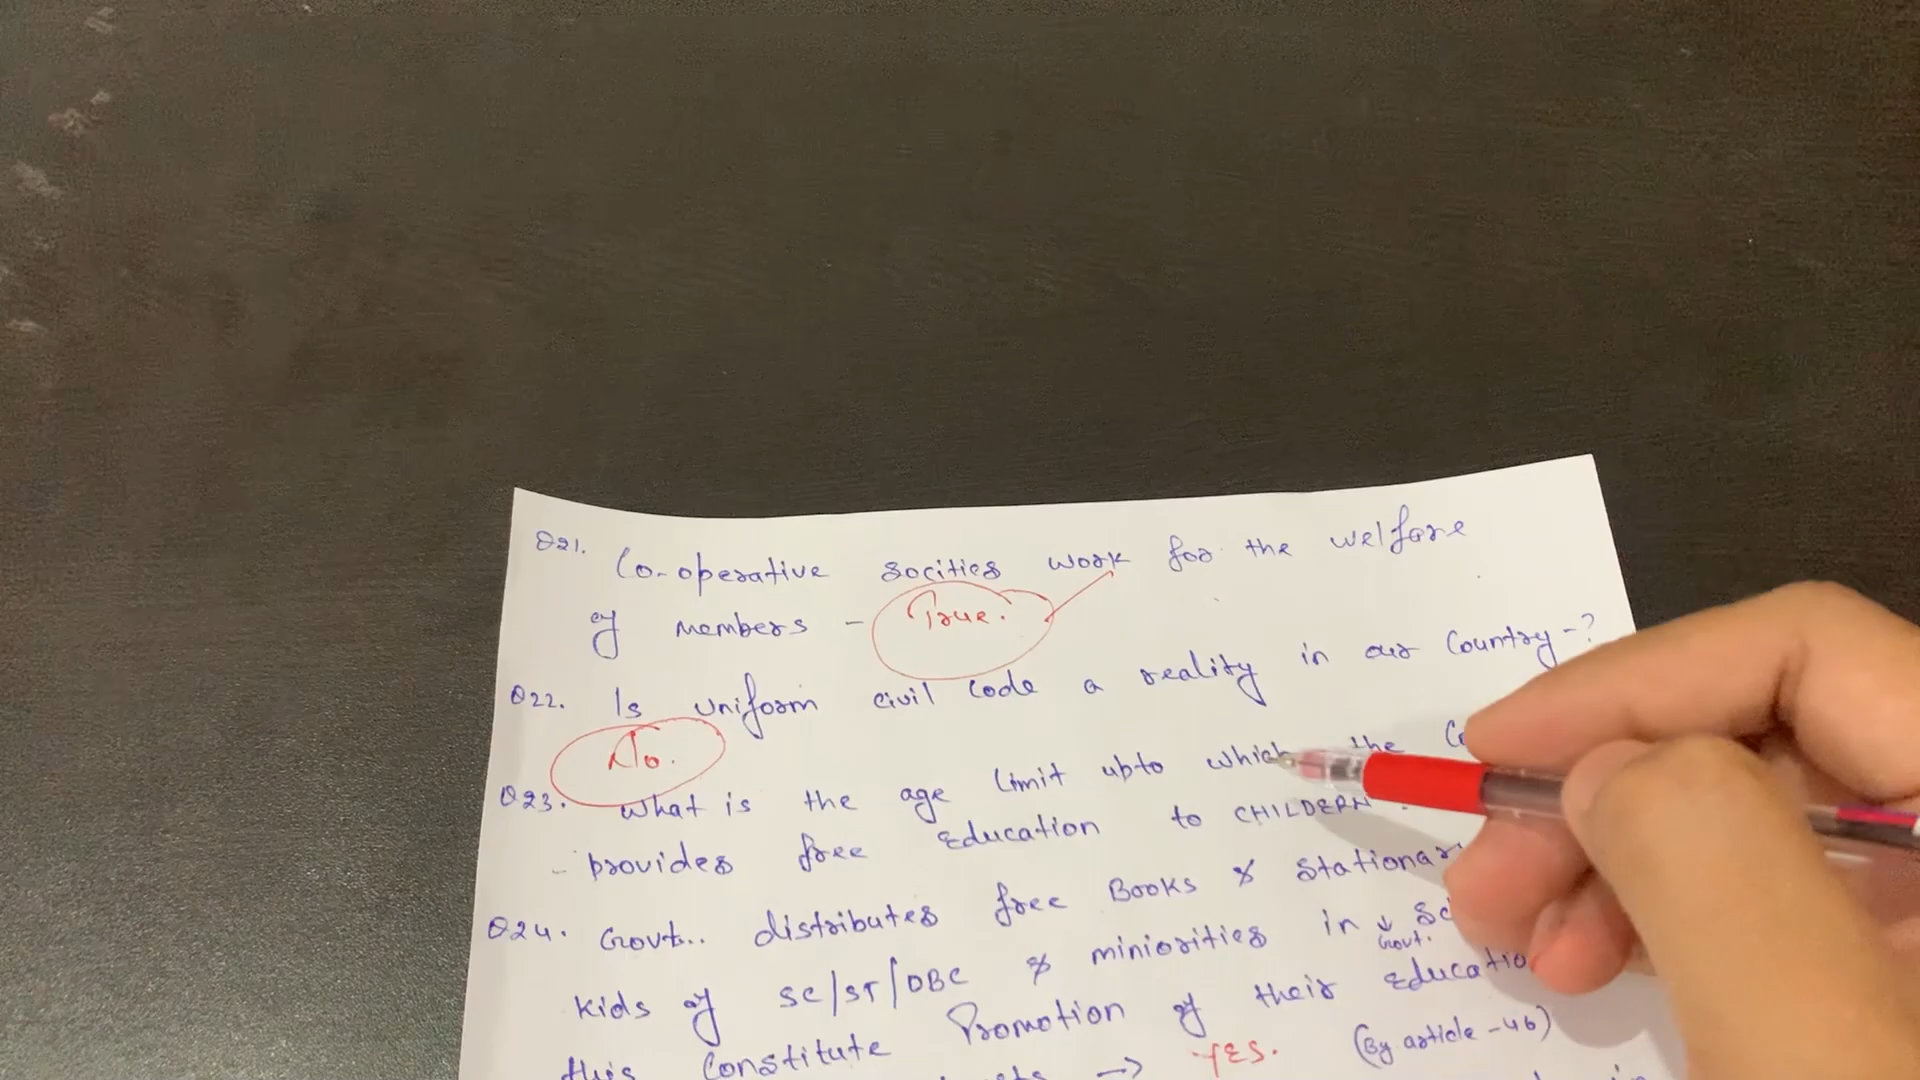 Q21. Co-operative socities work for the welfare
of members - True.
Q22. Is uniform civil code a reality in our Country-?
No.
Q23. What is the age limit upto which the
- provides free Education to CHILDERN
Q24. Govt.. distributes free Books & Stationar
kids of SC/ST/OBC & miniorities in ↓ Sc
Govt.
this Constitute Promotion of their Educatio
→ YES. (By article-46)